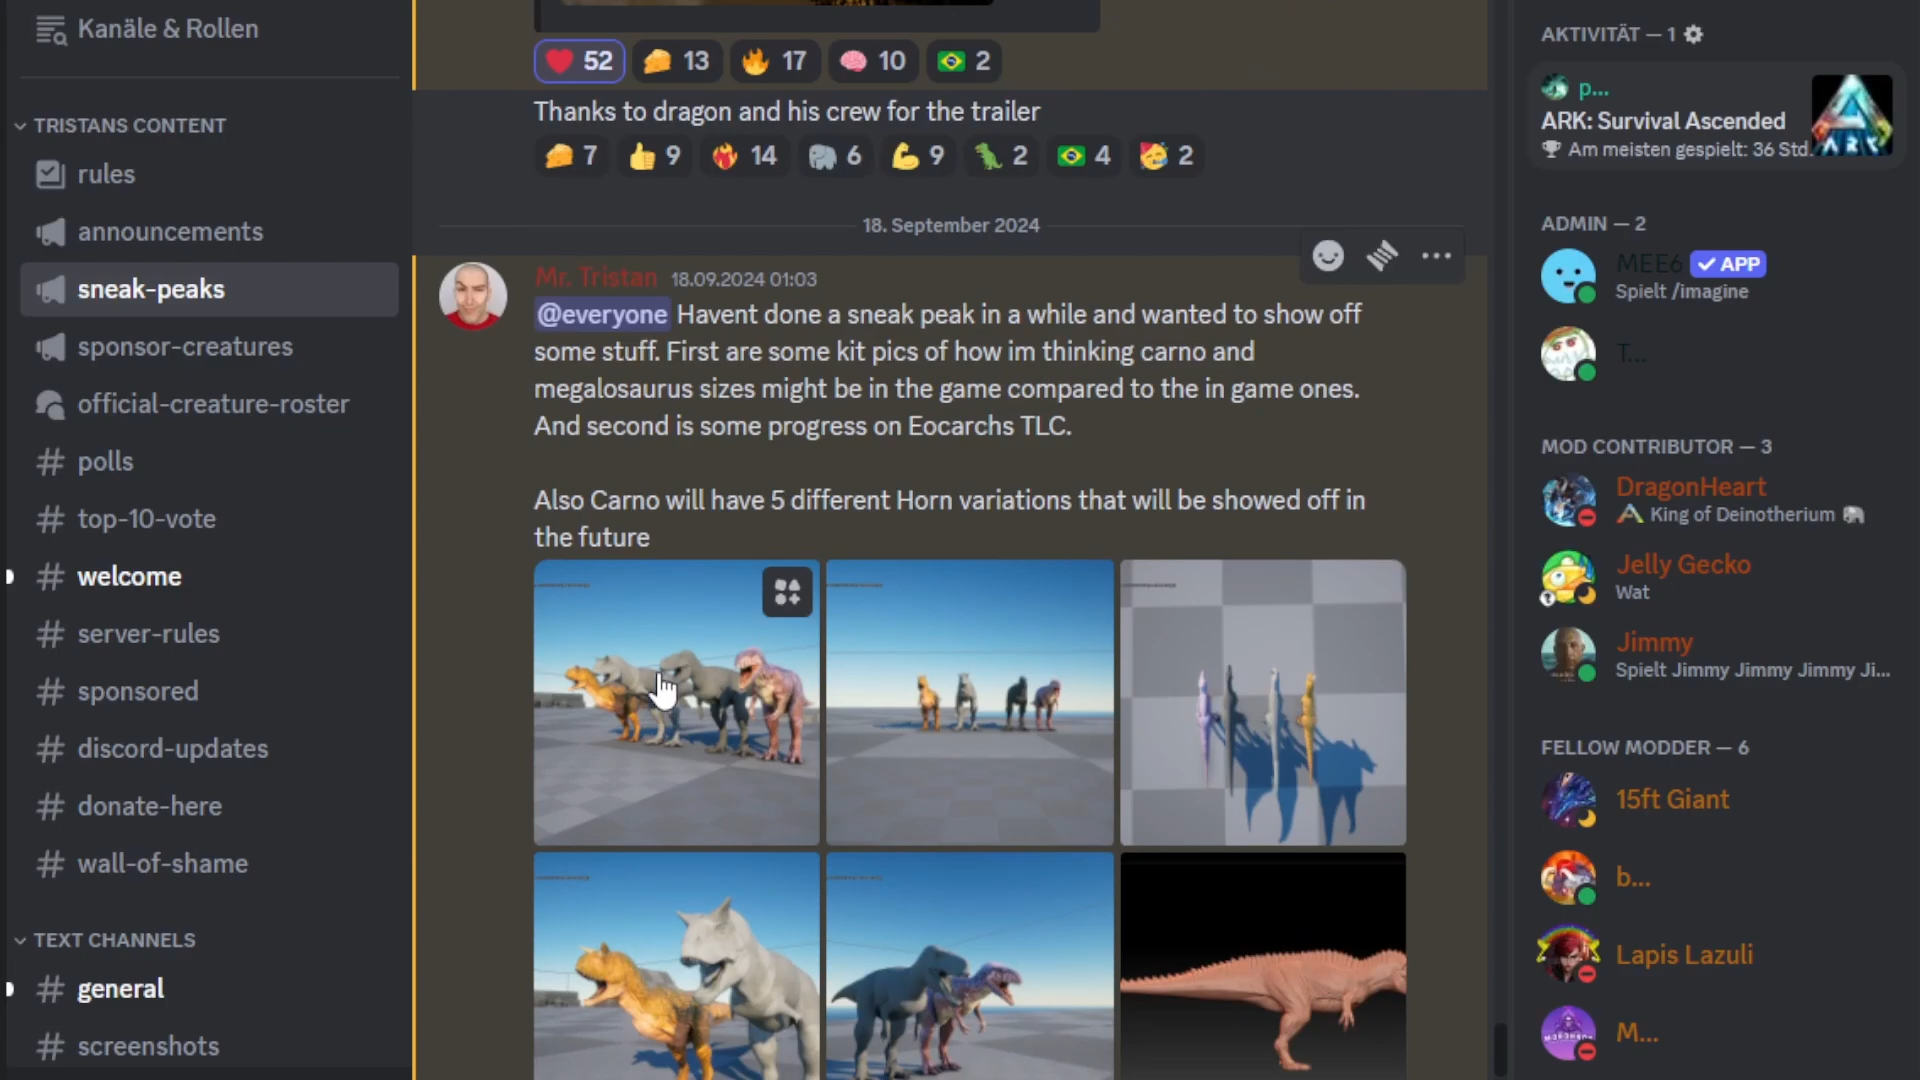 Kanäle & Rollen
TRISTANS CONTENT
rules
announcements
sneak-peaks
sponsor-creatures
official-creature-roster
polls
top-10-vote
welcome
server-rules
sponsored
discord-updates
donate-here
wall-of-shame
TEXT CHANNELS
general
screenshots
52 13 17 10 2
Thanks to dragon and his crew for the trailer
7 9 14 6 9 2 4 2
18. September 2024
Mr. Tristan 18.09.2024 01:03
@everyone Havent done a sneak peak in a while and wanted to show off
some stuff. First are some kit pics of how im thinking carno and
megalosaurus sizes might be in the game compared to the in game ones.
And second is some progress on Eocarchs TLC.
Also Carno will have 5 different Horn variations that will be showed off in
the future
AKTIVITÄT — 1
p...
ARK: Survival Ascended
Am meisten gespielt: 36 Std.
ARK
ADMIN — 2
MEE6 APP
Spielt /imagine
T...
MOD CONTRIBUTOR — 3
DragonHeart
King of Deinotherium
Jelly Gecko
Wat
Jimmy
Spielt Jimmy Jimmy Jimmy Ji...
FELLOW MODDER — 6
15ft Giant
b...
Lapis Lazuli
M...